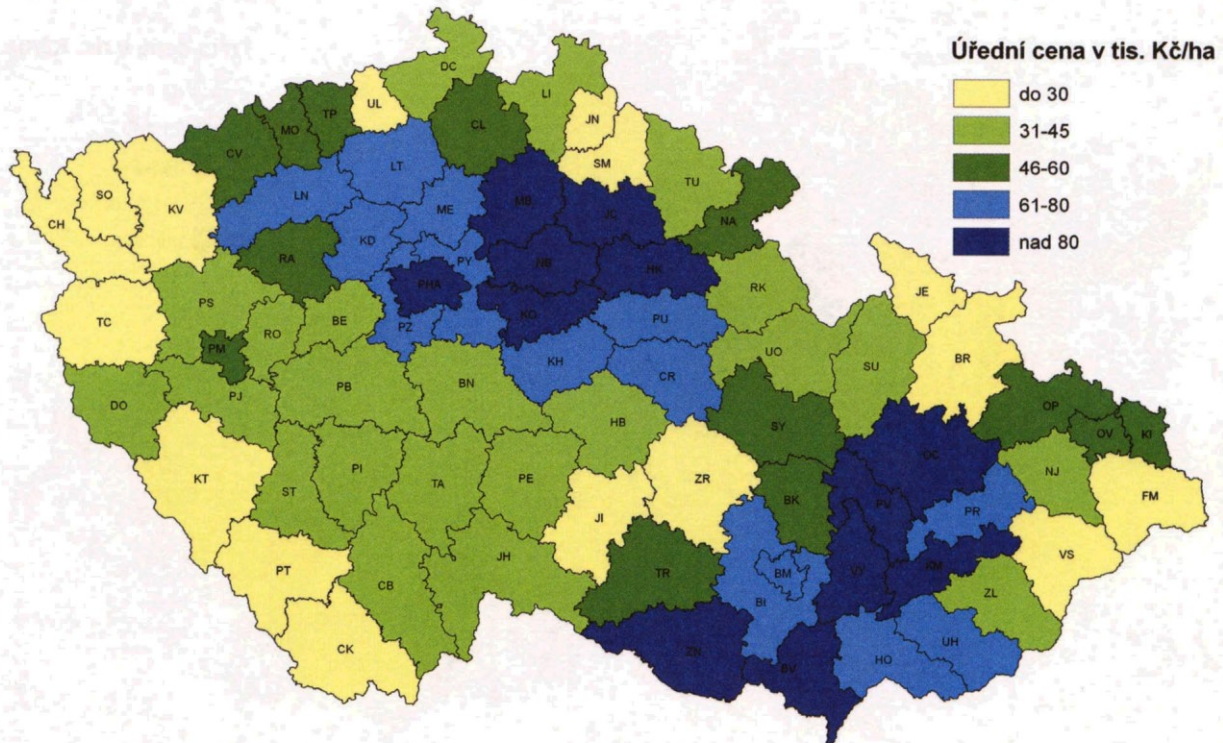 Úřední cena v tis. Kč/ha
do 30
31-45
46-60
61-80
nad 80
DC
LI
UL
TP
JN
MO
CL
CV
SM
LT
TU
SO
KV
LN
MB
JC
CH
ME
NA
KD
RA
PY
NB
HK
PHA
RK
JE
PS
KO
TC
RO
BE
PZ
PU
PM
KH
UO
BR
SU
CR
BN
PB
PJ
DO
OP
HB
SY
OV
KI
OC
KT
PI
PE
ZR
NJ
ST
TA
BK
FM
PV
PR
JI
VS
JH
TR
BM
VY
KM
PT
CB
BI
ZL
CK
ZN
BV
HO
UH